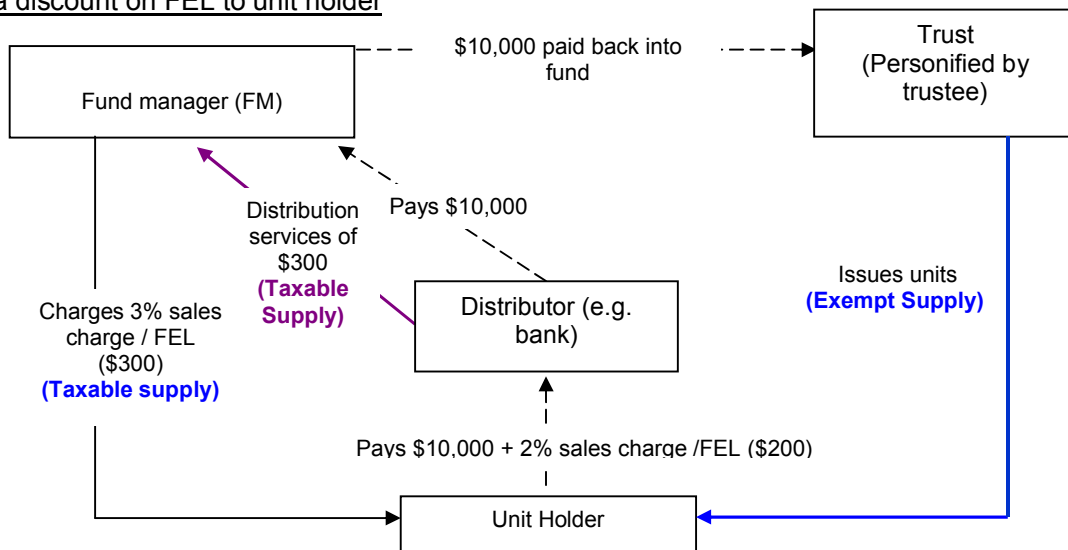 a discount on FEL to unit holder
$10,000 paid back into
fund
Trust
(Personified by
trustee)
Fund manager (FM)
Pays $10,000
Distribution
services of
$300
(Taxable
Supply)
Issues units
(Exempt Supply)
Charges 3% sales
charge / FEL
($300)
(Taxable supply)
Distributor (e.g.
bank)
Pays $10,000 + 2% sales charge /FEL ($200)
Unit Holder